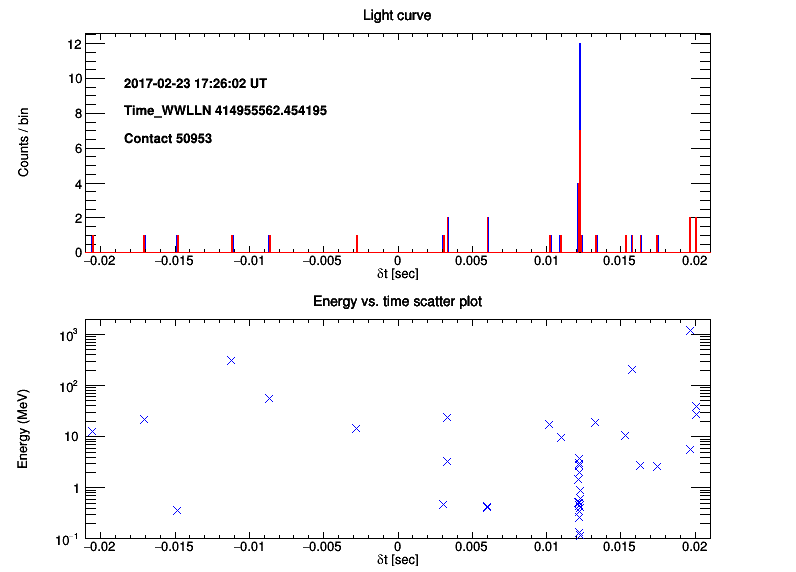 Light curve
12
10
8
6
4
2
0
Counts / bin
2017-02-23 17:26:02 UT
Time_WWLLN 414955562.454195
Contact 50953
−0.02 −0.015 −0.01 −0.005 0 0.005 0.01 0.015 0.02
δt [sec]
Energy vs. time scatter plot
10³
10²
10
1
10⁻¹
Energy (MeV)
−0.02 −0.015 −0.01 −0.005 0 0.005 0.01 0.015 0.02
δt [sec]